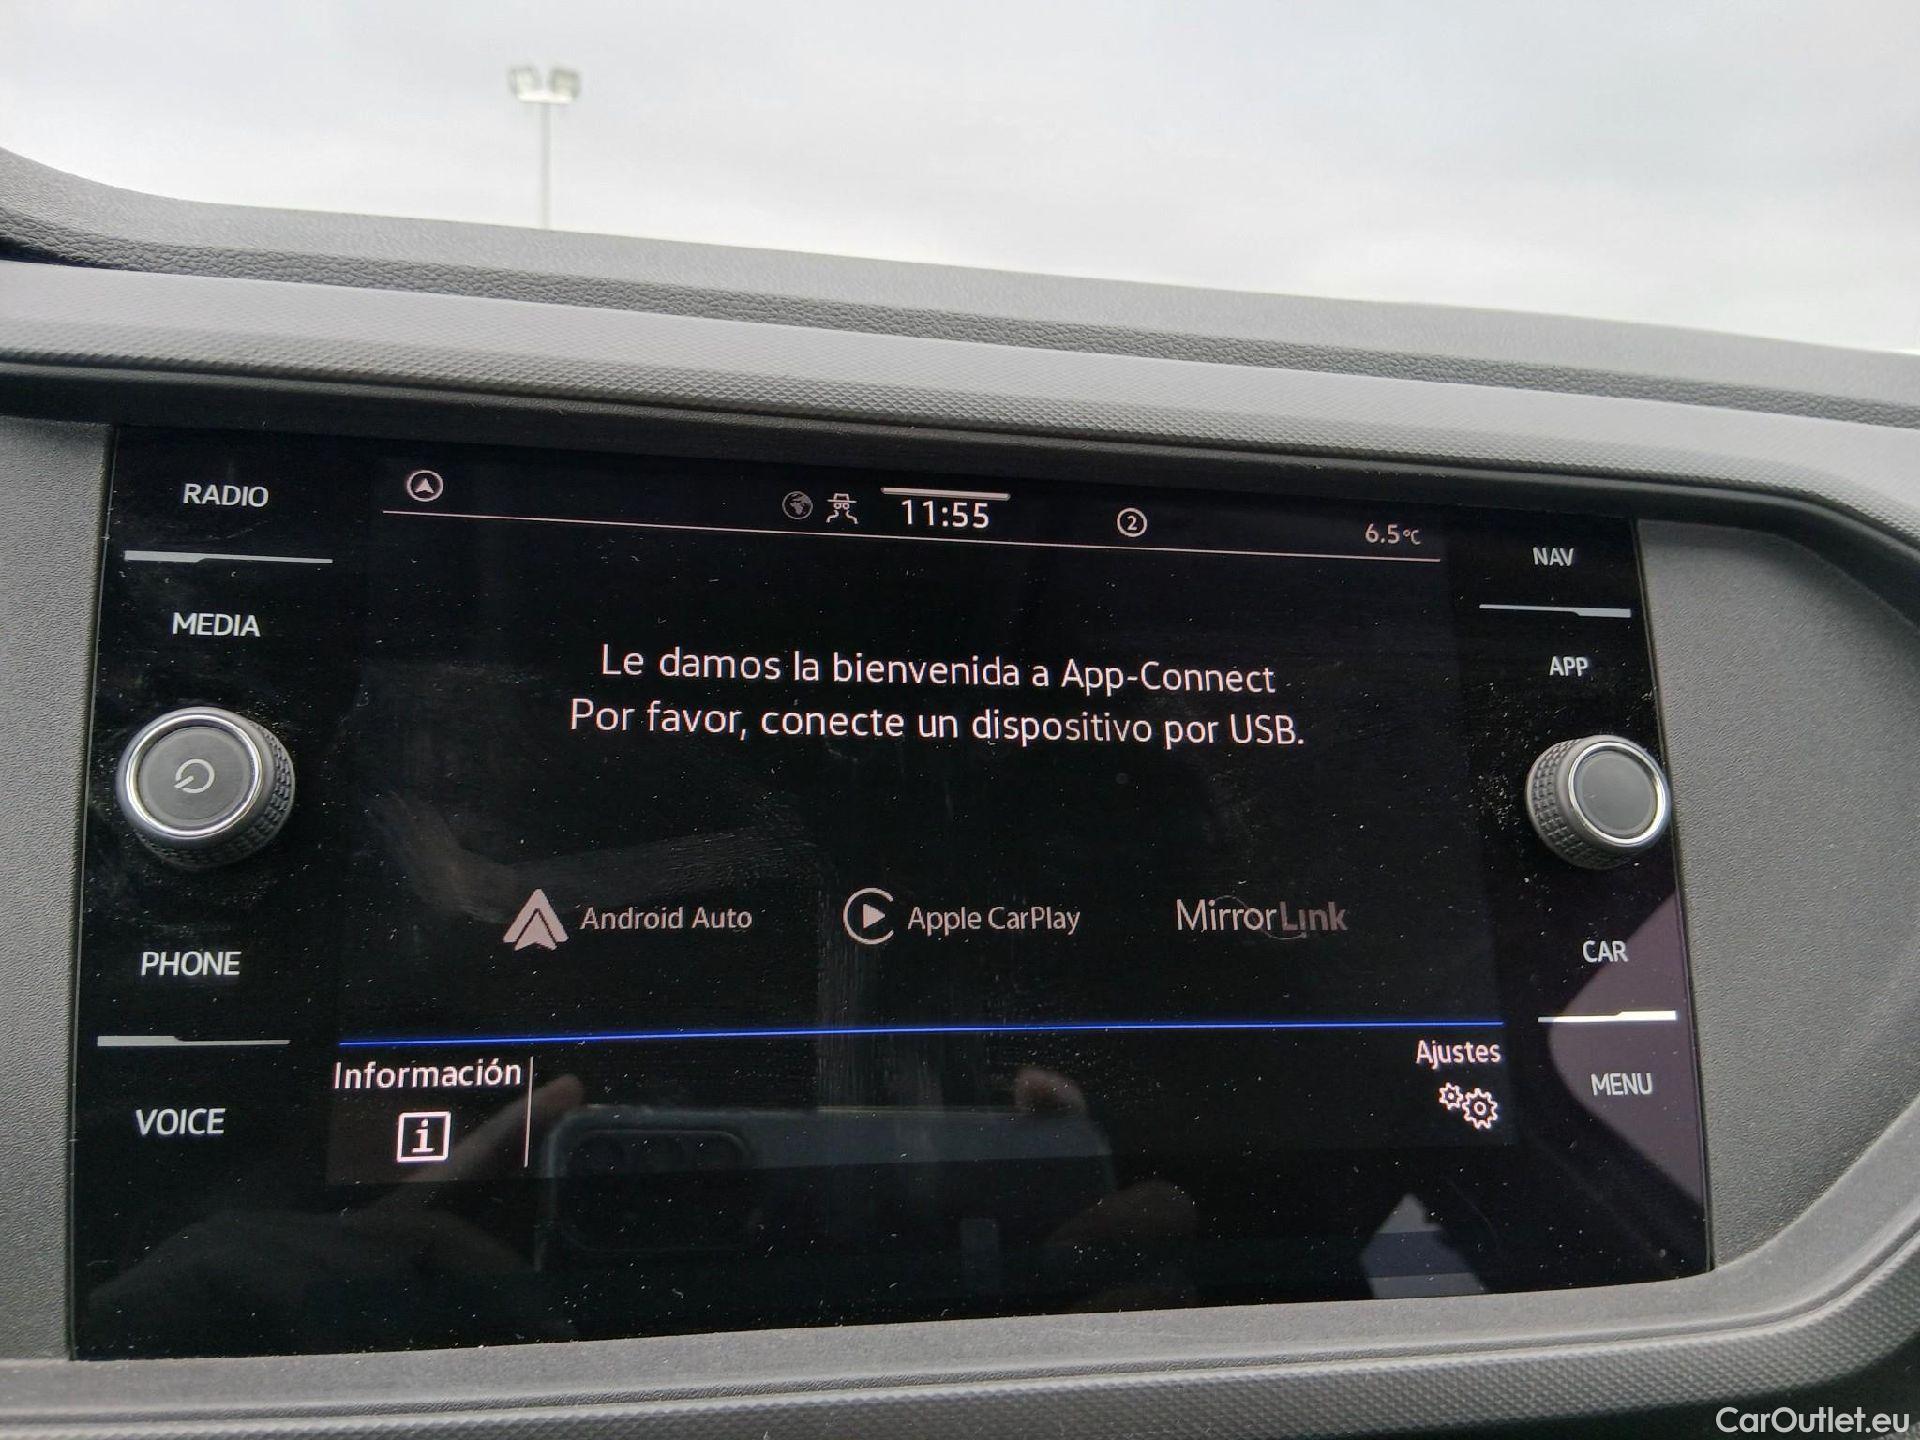 RADIO
MEDIA
PHONE
VOICE
11:55
2
6.5°C
Le damos la bienvenida a App-Connect
Por favor, conecte un dispositivo por USB.
Android Auto
Apple CarPlay
MirrorLink
Información
i
Ajustes
NAV
APP
CAR
MENU
CarOutlet.eu